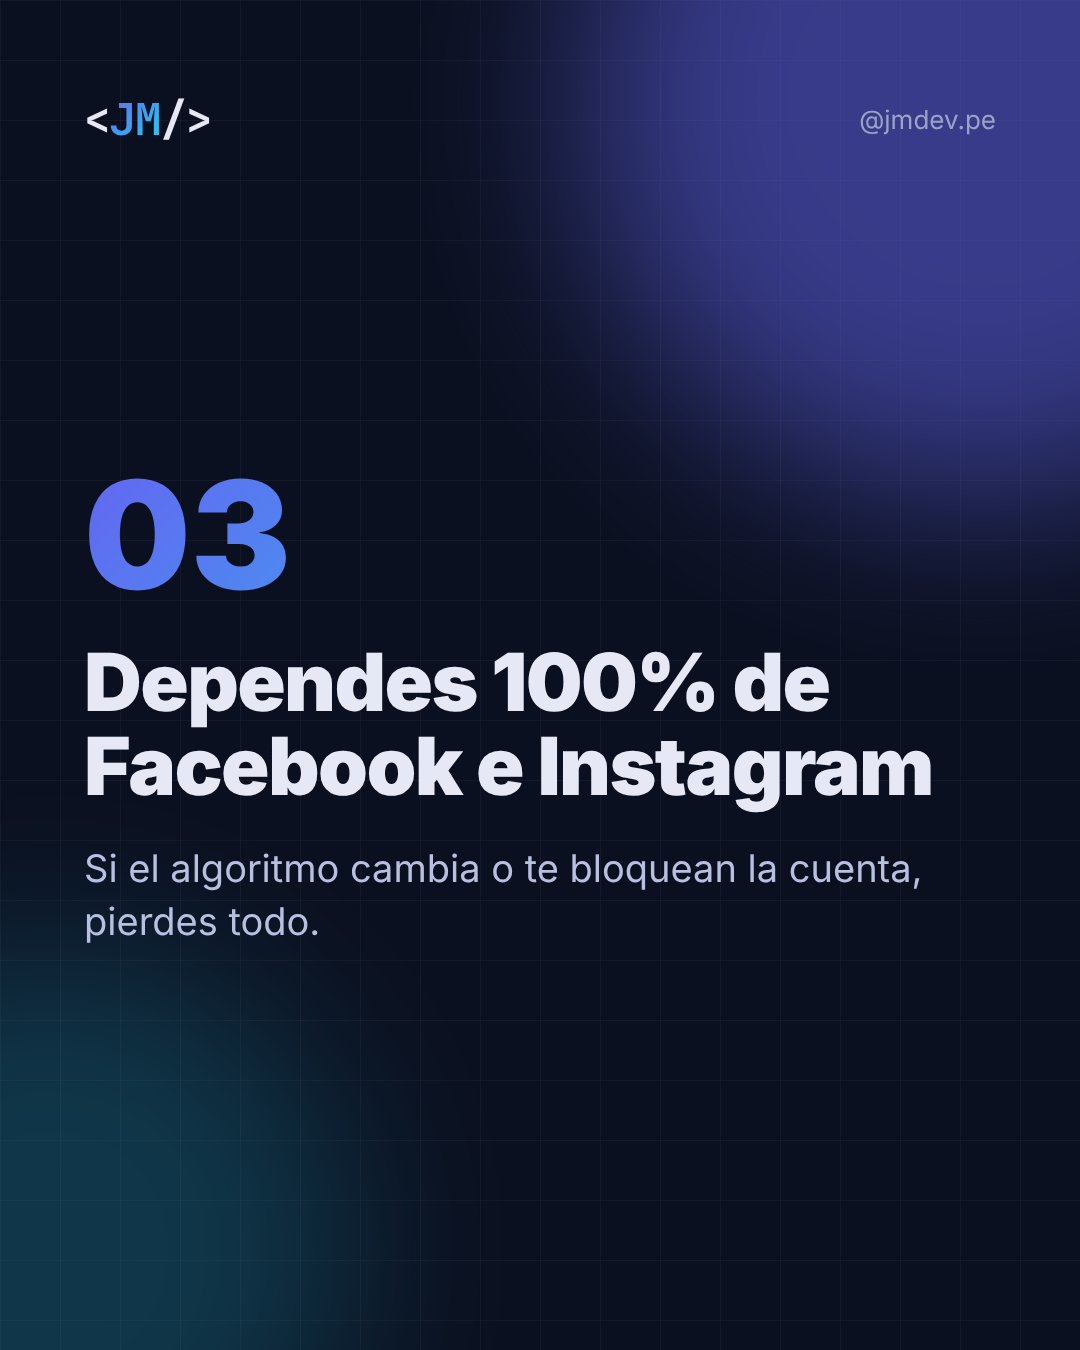 <JM/>
@jmdev.pe
03
Dependes 100% de
Facebook e Instagram
Si el algoritmo cambia o te bloquean la cuenta,
pierdes todo.